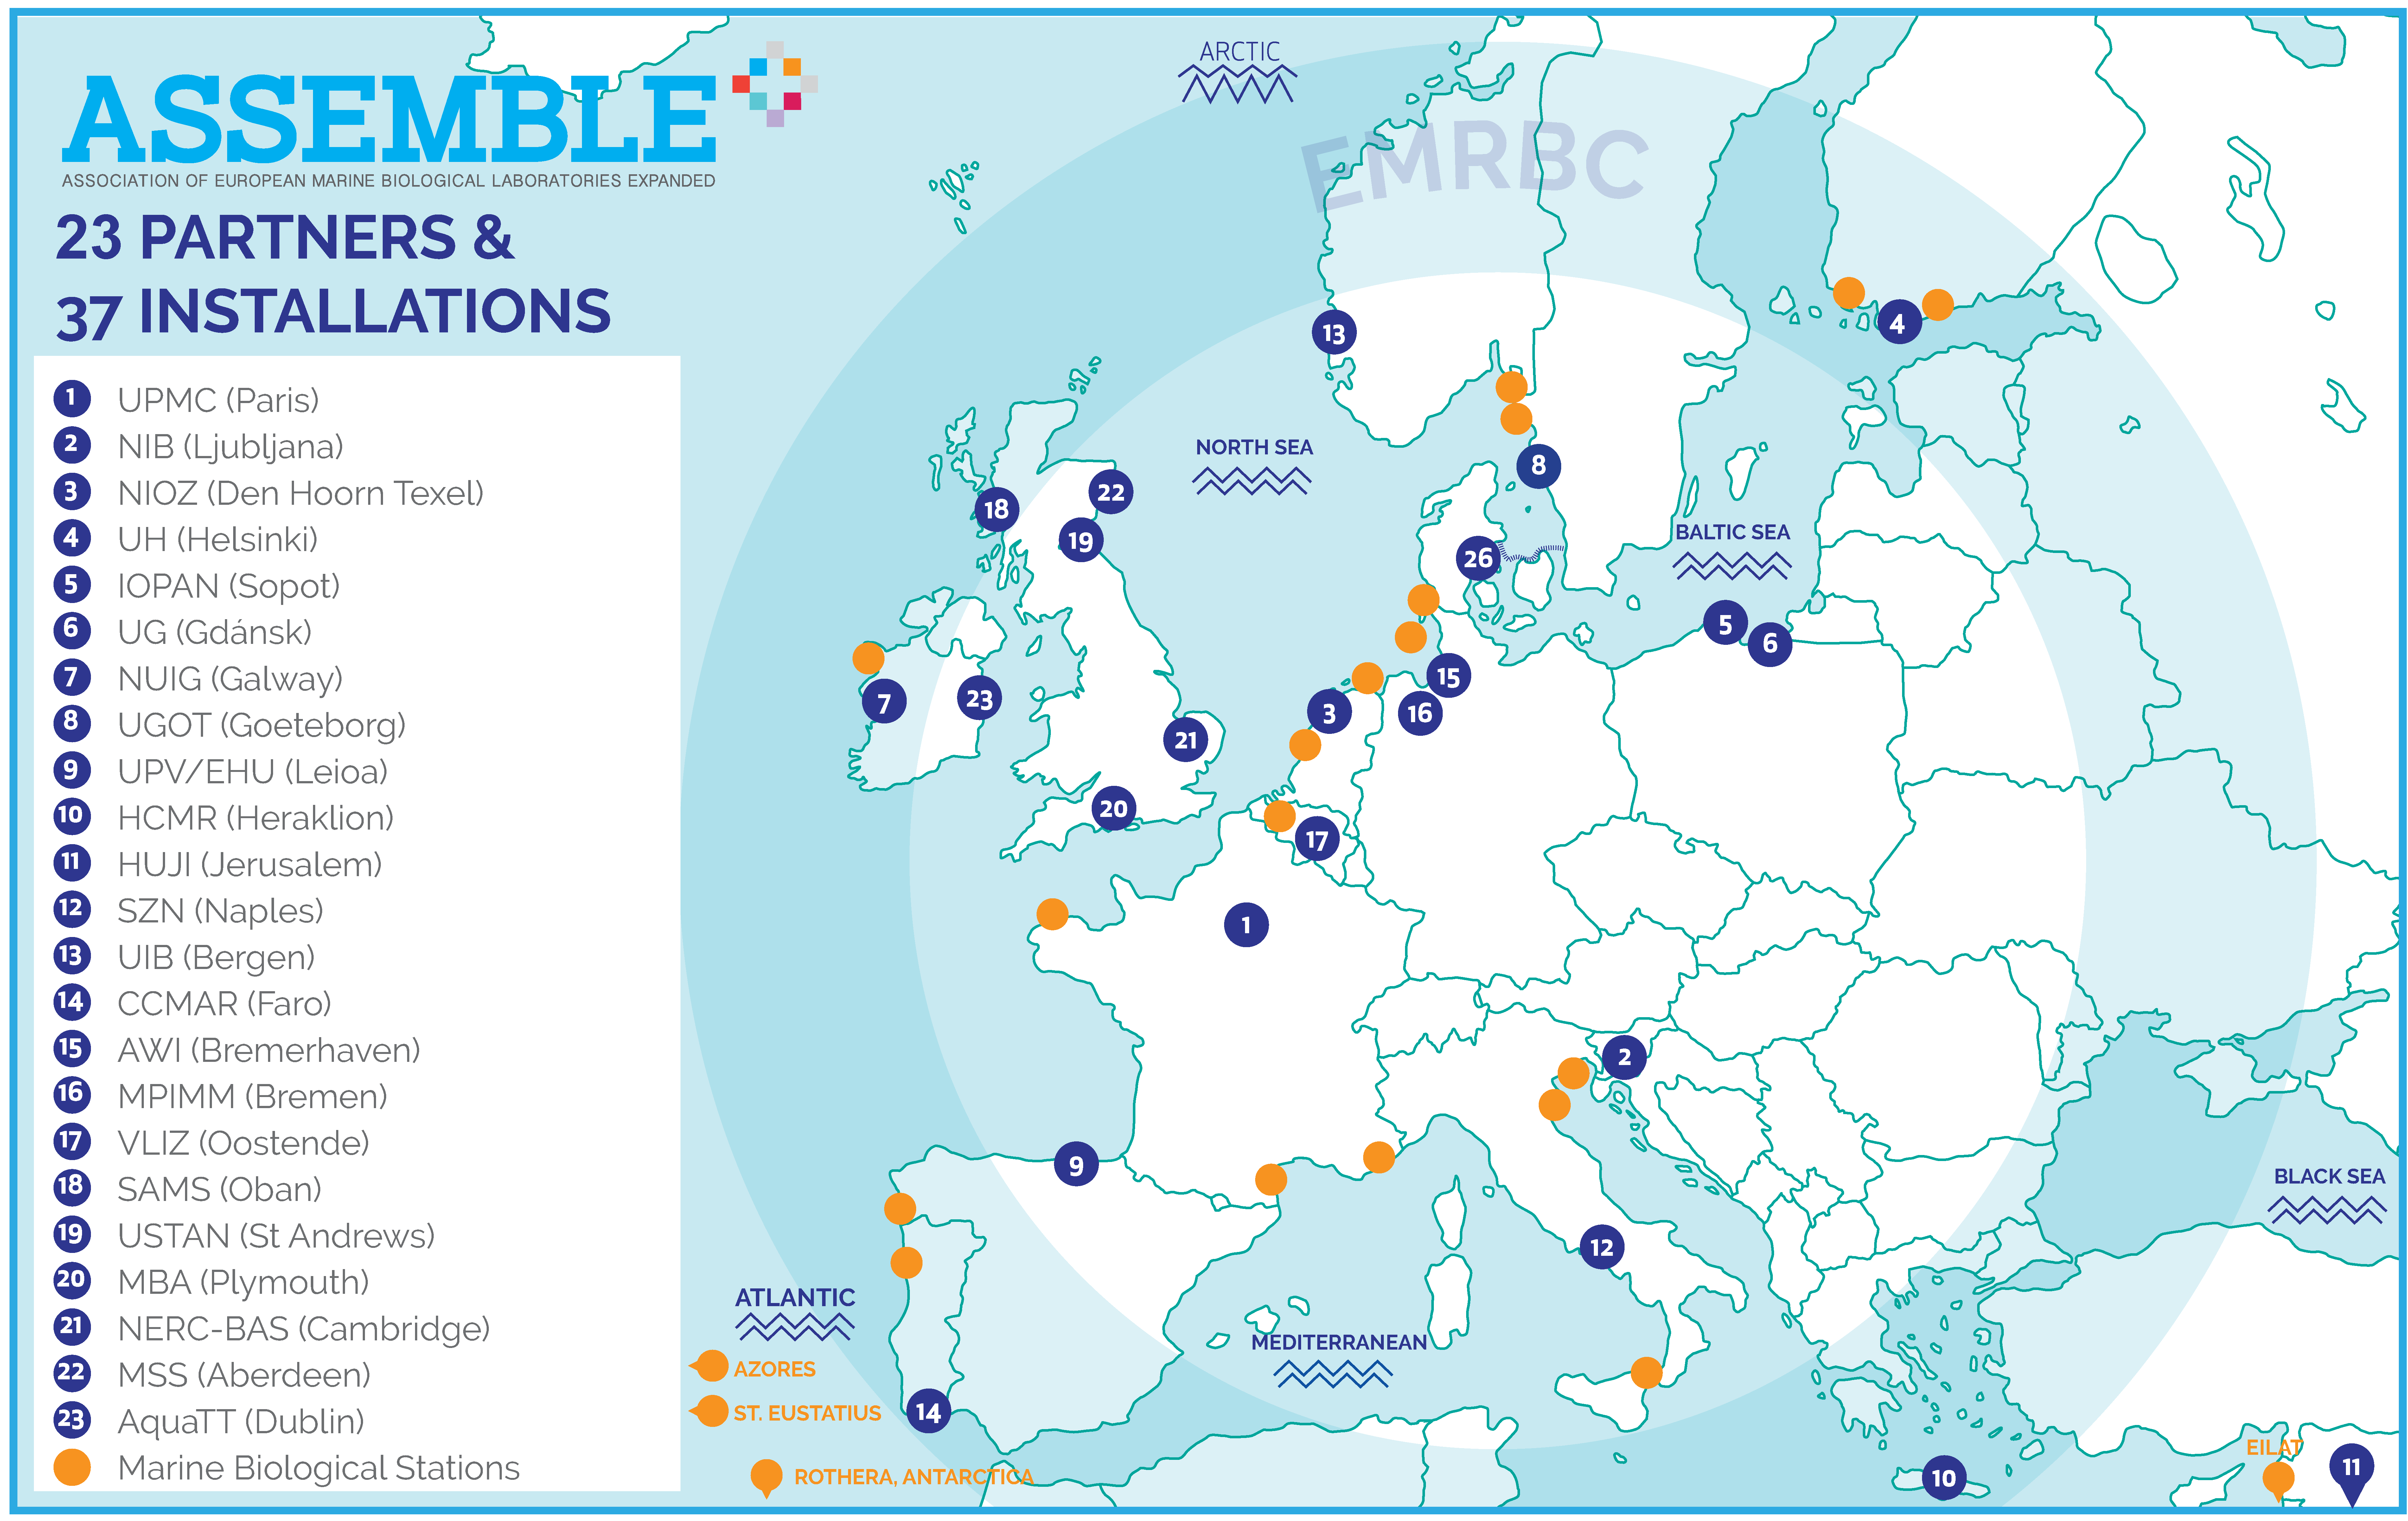 ASSEMBLE
ASSOCIATION OF EUROPEAN MARINE BIOLOGICAL LABORATORIES EXPANDED
23 PARTNERS &
37 INSTALLATIONS
1 UPMC (Paris)
2 NIB (Ljubljana)
3 NIOZ (Den Hoorn Texel)
4 UH (Helsinki)
5 IOPAN (Sopot)
6 UG (Gdánsk)
7 NUIG (Galway)
8 UGOT (Goeteborg)
9 UPV/EHU (Leioa)
10 HCMR (Heraklion)
11 HUJI (Jerusalem)
12 SZN (Naples)
13 UIB (Bergen)
14 CCMAR (Faro)
15 AWI (Bremerhaven)
16 MPIMM (Bremen)
17 VLIZ (Oostende)
18 SAMS (Oban)
19 USTAN (St Andrews)
20 MBA (Plymouth)
21 NERC-BAS (Cambridge)
22 MSS (Aberdeen)
23 AquaTT (Dublin)
Marine Biological Stations
ARCTIC
EMRBC
13
4
NORTH SEA
8
22
18
19
BALTIC SEA
26
5
6
15
7
23
3
16
21
20
17
1
2
9
BLACK SEA
12
ATLANTIC
MEDITERRANEAN
AZORES
ST. EUSTATIUS
14
EILAT
11
ROTHERA, ANTARCTICA
10